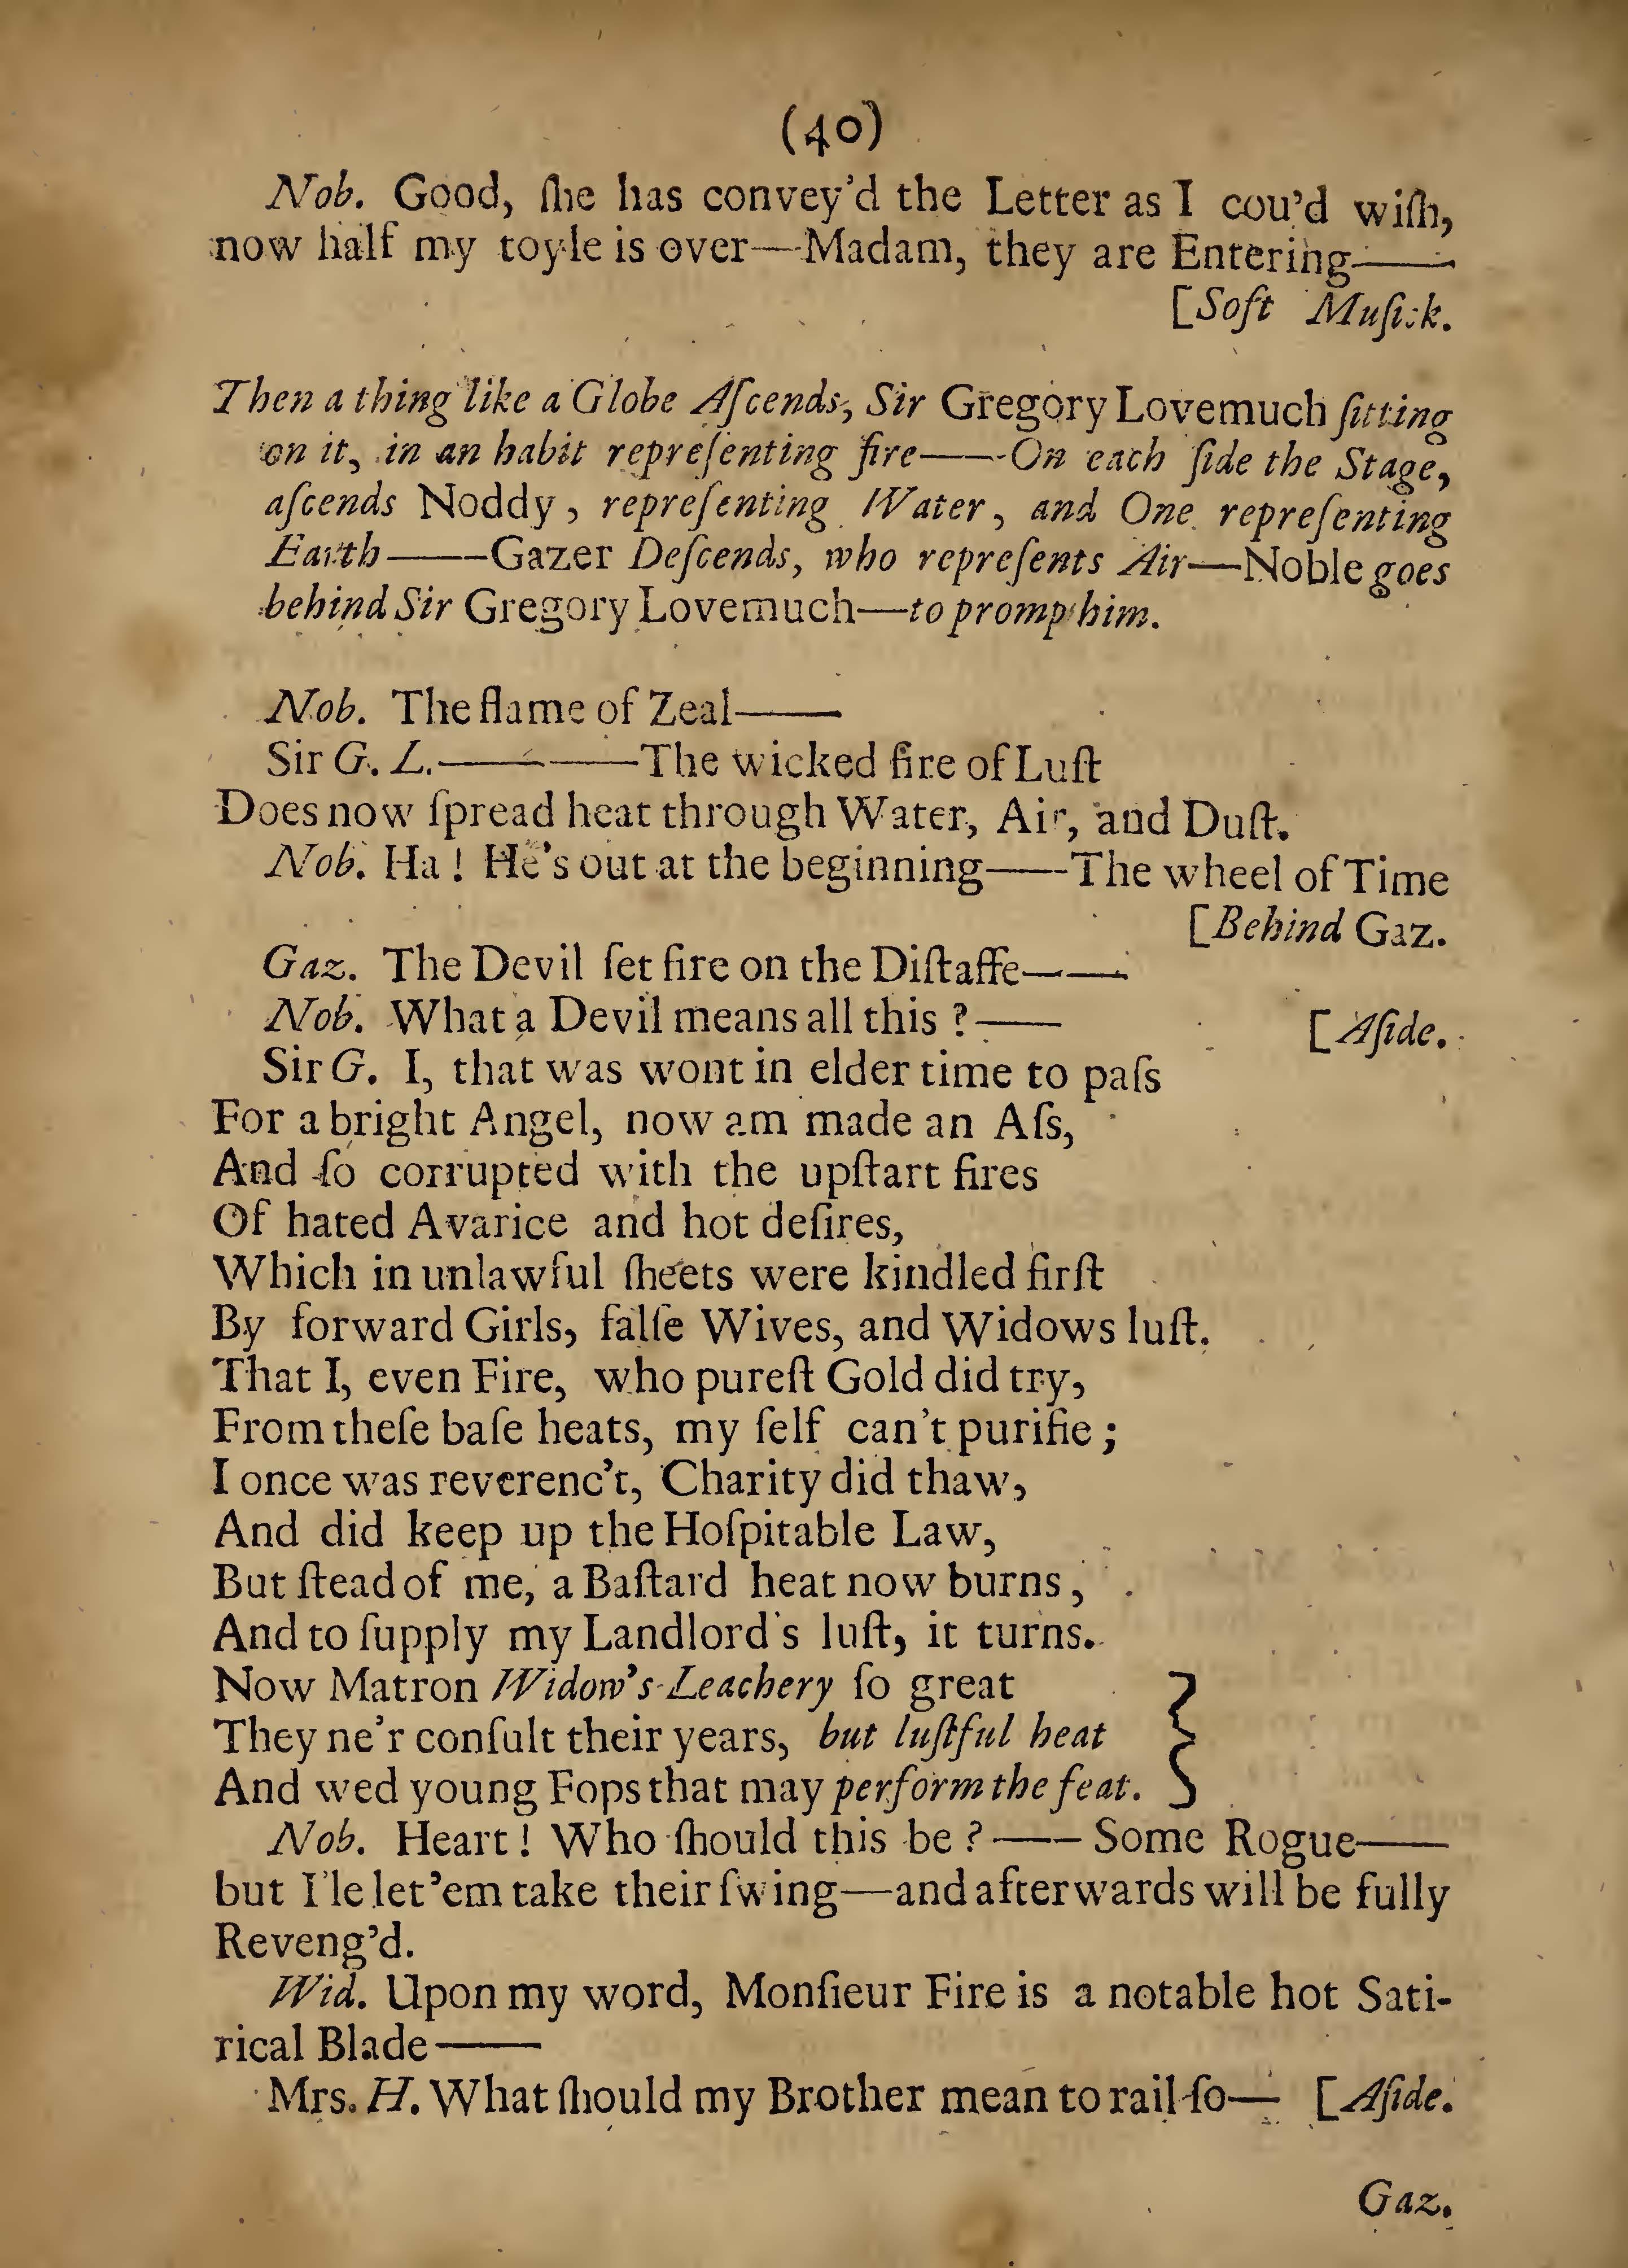 (40)
Nob. Good, ſhe has convey'd the Letter as I cou'd wiſh,
now half my toyle is over—Madam, they are Entering——
[Soft Muſick.
Then a thing like a Globe Aſcends, Sir Gregory Lovemuch ſitting
on it, in an habit repreſenting fire——On each ſide the Stage,
aſcends Noddy, repreſenting Water, and One repreſenting
Earth——Gazer Deſcends, who repreſents Air—Noble goes
behind Sir Gregory Lovemuch—to promp him.
Nob. The flame of Zeal——
Sir G. L.————The wicked fire of Luſt
Does now ſpread heat through Water, Air, and Duſt.
Nob. Ha! He's out at the beginning——The wheel of Time
[Behind Gaz.
Gaz. The Devil ſet fire on the Diſtaffe——
Nob. What a Devil means all this?—— [Aſide.
Sir G. I, that was wont in elder time to paſs
For a bright Angel, now am made an Aſs,
And ſo corrupted with the upſtart fires
Of hated Avarice and hot deſires,
Which in unlawful ſheets were kindled firſt
By forward Girls, falſe Wives, and Widows luſt.
That I, even Fire, who pureſt Gold did try,
From theſe baſe heats, my ſelf can't purifie;
I once was reverenc't, Charity did thaw,
And did keep up the Hoſpitable Law,
But ſtead of me, a Baſtard heat now burns,
And to ſupply my Landlord's luſt, it turns.
Now Matron Widow's-Leachery ſo great
They ne'r conſult their years, but luſtful heat
And wed young Fops that may perform the feat.
Nob. Heart! Who ſhould this be?—— Some Rogue——
but I'le let 'em take their ſwing—and afterwards will be fully
Reveng'd.
Wid. Upon my word, Monſieur Fire is a notable hot Sati-
rical Blade——
Mrs. H. What ſhould my Brother mean to rail ſo— [Aſide.
Gaz.